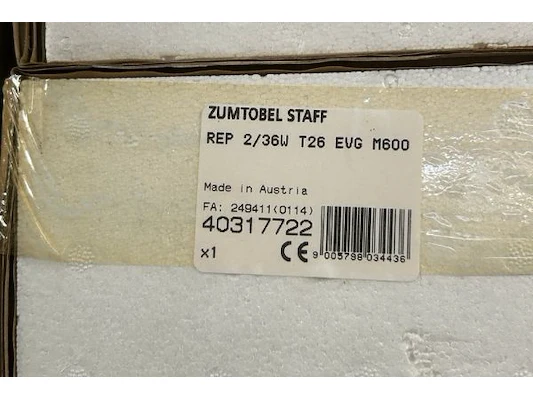 ZUMTOBEL STAFF
REP 2/36W T26 EVG M600
Made in Austria
FA: 249411(0114)
40317722
x1 CE 9 005798 034436